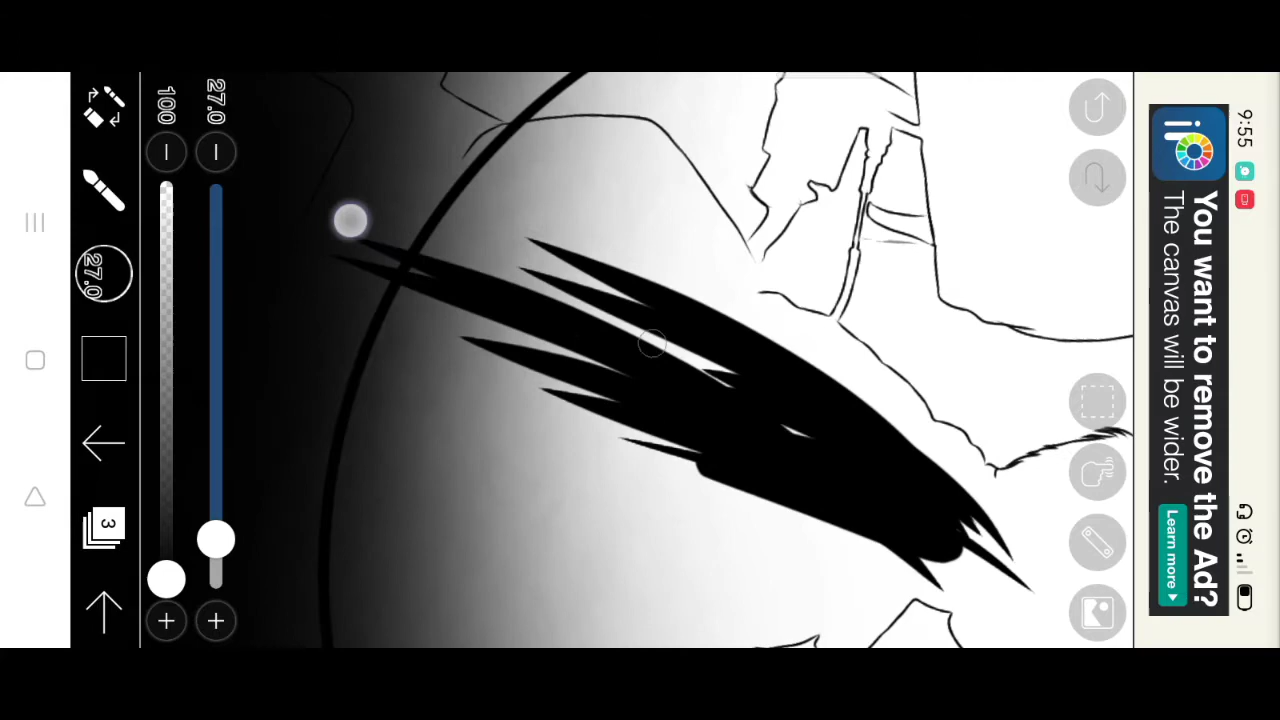 9:55
iP
You want to remove the Ad?
The canvas will be wider.
Learn more
27.0
100
27.0
3